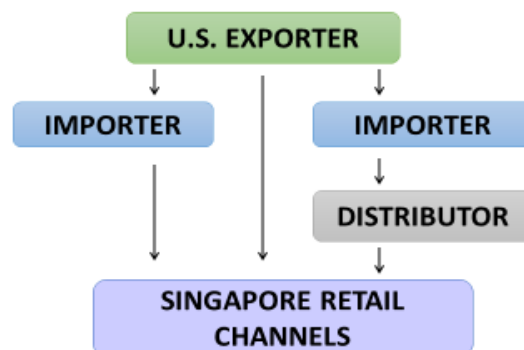 U.S. EXPORTER
IMPORTER
IMPORTER
DISTRIBUTOR
SINGAPORE RETAIL
CHANNELS